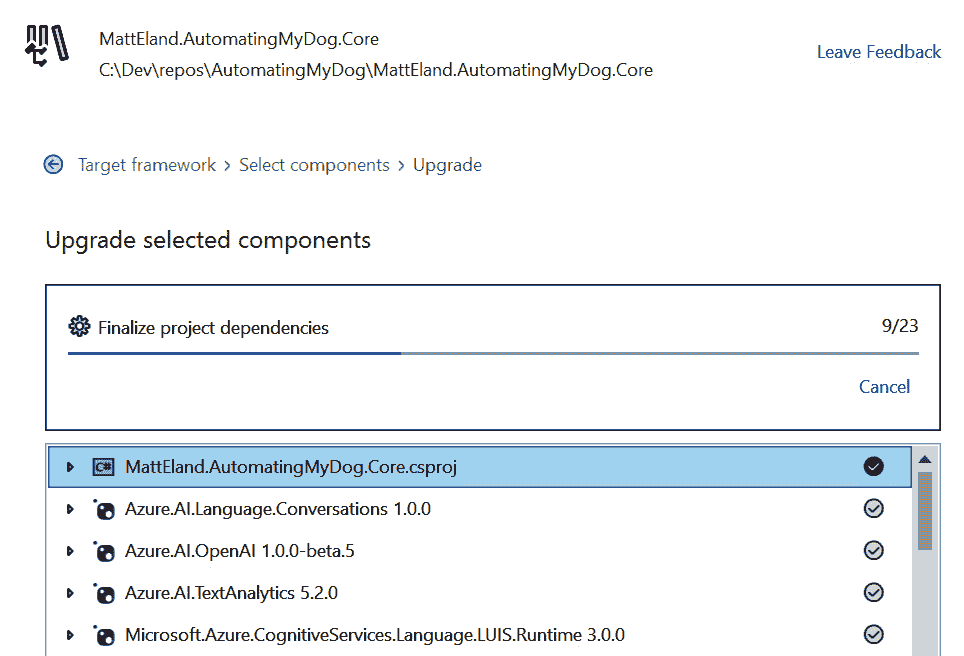 MattEland.AutomatingMyDog.Core
C:\Dev\repos\AutomatingMyDog\MattEland.AutomatingMyDog.Core
Leave Feedback
Target framework > Select components > Upgrade
Upgrade selected components
Finalize project dependencies 9/23
Cancel
C# MattEland.AutomatingMyDog.Core.csproj
Azure.AI.Language.Conversations 1.0.0
Azure.AI.OpenAI 1.0.0-beta.5
Azure.AI.TextAnalytics 5.2.0
Microsoft.Azure.CognitiveServices.Language.LUIS.Runtime 3.0.0